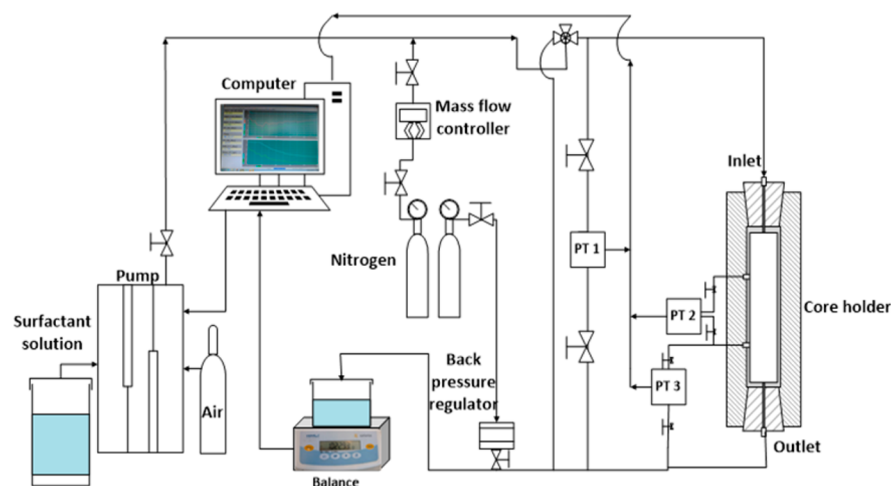 Computer
Mass flow
controller
Inlet
Nitrogen
PT 1
Pump
Surfactant
solution
PT 2
Core holder
Back
pressure
regulator
PT 3
Air
Outlet
Balance